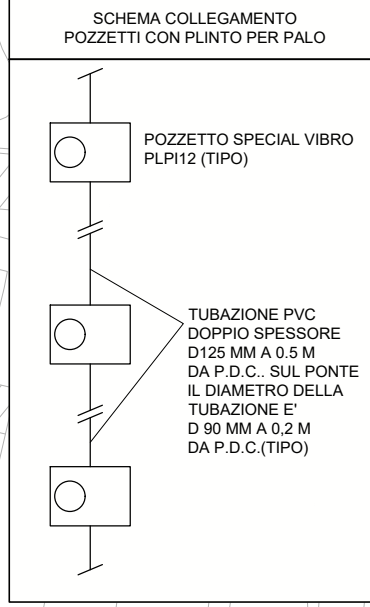 SCHEMA COLLEGAMENTO
POZZETTI CON PLINTO PER PALO
POZZETTO SPECIAL VIBRO
PLPI12 (TIPO)
TUBAZIONE PVC
DOPPIO SPESSORE
D125 MM A 0.5 M
DA P.D.C.. SUL PONTE
IL DIAMETRO DELLA
TUBAZIONE E'
D 90 MM A 0,2 M
DA P.D.C.(TIPO)